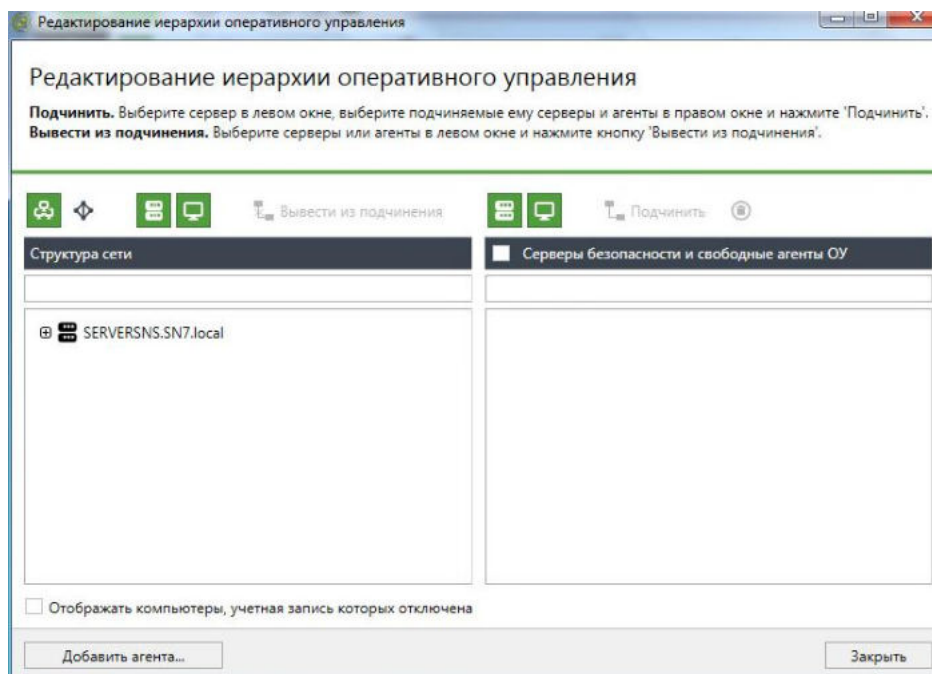 Редактирование иерархии оперативного управления
Редактирование иерархии оперативного управления
Подчинить. Выберите сервер в левом окне, выберите подчиняемые ему серверы и агенты в правом окне и нажмите 'Подчинить'.
Вывести из подчинения. Выберите серверы или агенты в левом окне и нажмите кнопку 'Вывести из подчинения'.
Вывести из подчинения
Подчинить
Структура сети
Серверы безопасности и свободные агенты ОУ
SERVERSNS.SN7.local
Отображать компьютеры, учетная запись которых отключена
Добавить агента...
Закрыть